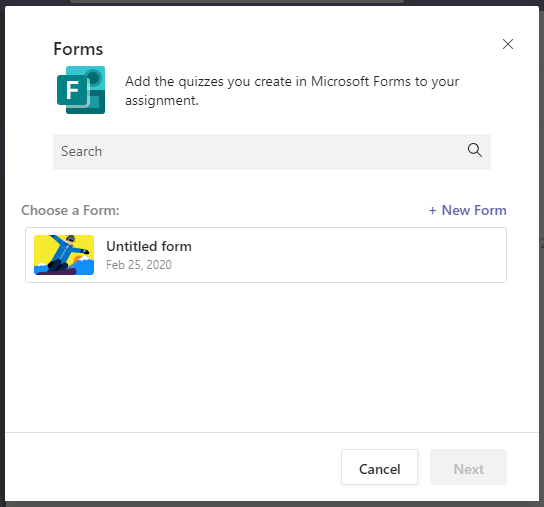 Forms
F
Add the quizzes you create in Microsoft Forms to your
assignment.
Search
Choose a Form:
+ New Form
Untitled form
Feb 25, 2020
Cancel
Next